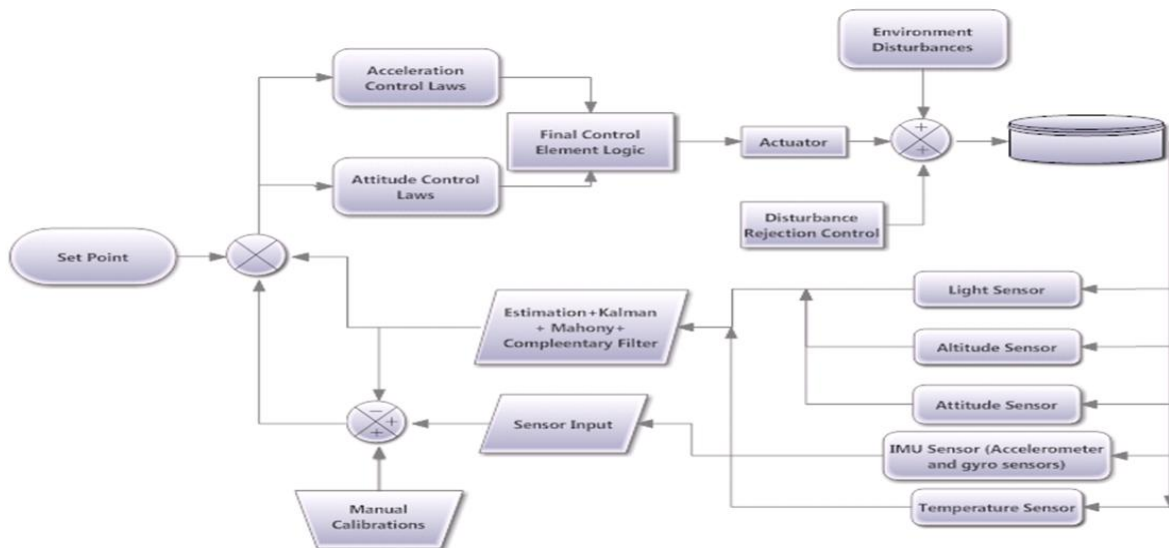 Environment
Disturbances
Acceleration
Control Laws
+
+
Final Control
Element Logic
Actuator
Attitude Control
Laws
Disturbance
Rejection Control
Set Point
Light Sensor
Estimation+Kalman
+ Mahony+
Compleentary Filter
Altitude Sensor
Attitude Sensor
−
+
+
Sensor Input
IMU Sensor (Accelerometer
and gyro sensors)
Manual
Calibrations
Temperature Sensor